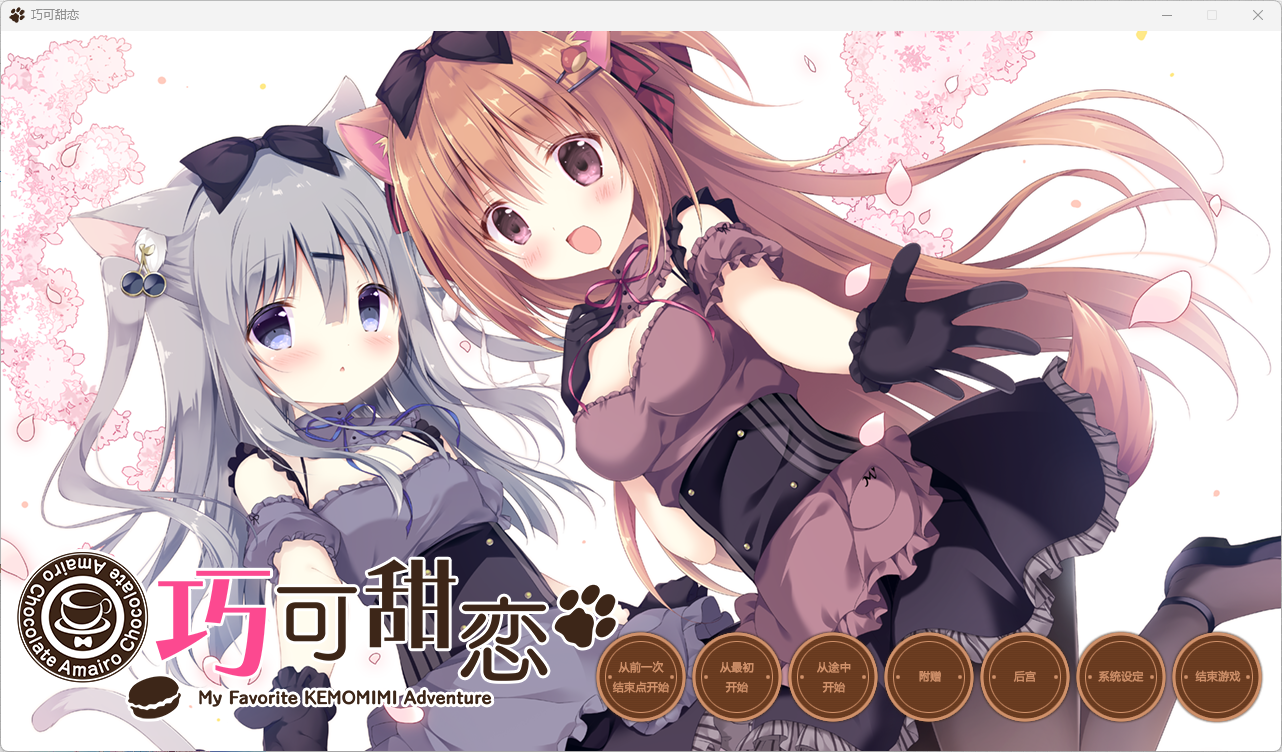 巧可甜恋
Amairo Chocolate Amairo Chocolate
巧可甜恋
My Favorite KEMOMIMI Adventure
从前一次
结束点开始
从最初
开始
从途中
开始
附赠
后宫
系统设定
结束游戏